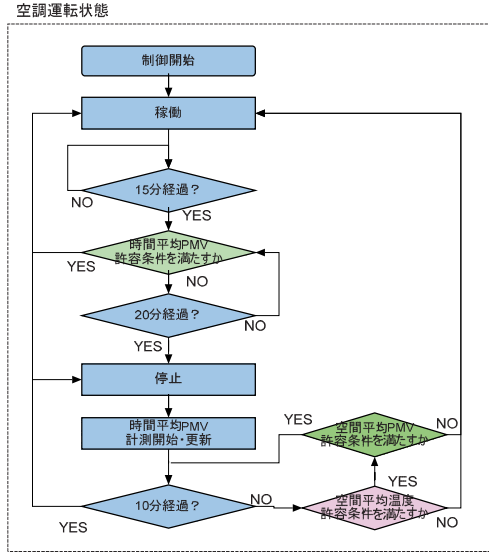 空調運転状態
制御開始
稼働
15分経過？
NO
YES
時間平均PMV
許容条件を満たすか
YES
NO
20分経過？
NO
YES
停止
時間平均PMV
計測開始・更新
YES
空間平均PMV
許容条件を満たすか
NO
YES
10分経過？
NO
空間平均温度
許容条件を満たすか
NO
YES